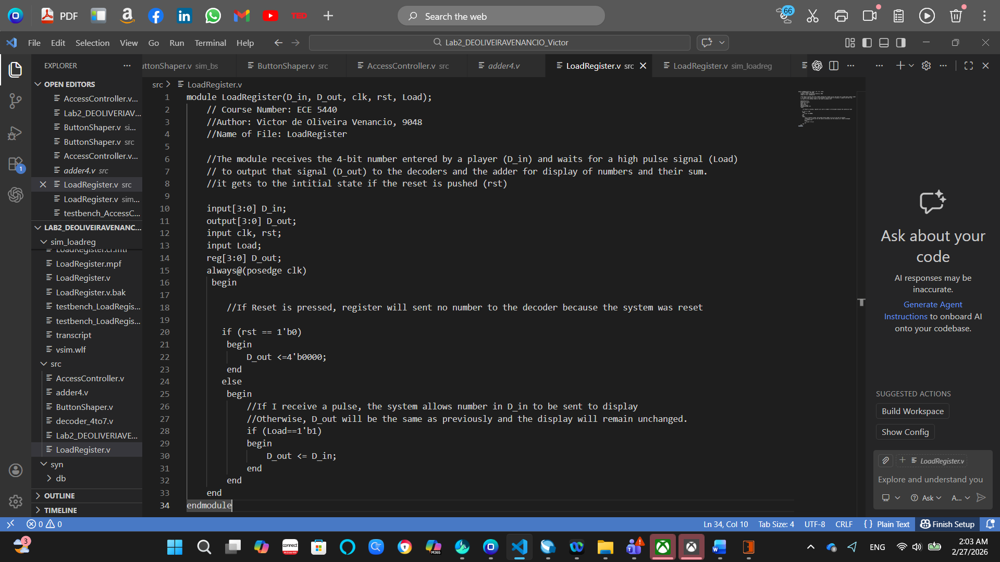 PDF
TED
Search the web
66
File Edit Selection View Go Run Terminal Help
Lab2_DEOLIVEIRAVENANCIO_Victor
EXPLORER
uttonShaper.v sim_bs
ButtonShaper.v src
AccessController.v src
adder4.v
LoadRegister.v src
LoadRegister.v sim_loadreg
OPEN EDITORS
AccessController.v...
Lab2_DEOLIVERIAV...
ButtonShaper.v si...
ButtonShaper.v src
AccessController.v...
adder4.v src
LoadRegister.v src
LoadRegister.v sim...
testbench_AccessC...
LAB2_DEOLIVEIRAVENANC...
sim_loadreg
LoadRegister.cr.mti
LoadRegister.mpf
LoadRegister.v
LoadRegister.v.bak
testbench_LoadRegis...
testbench_LoadRegis...
transcript
vsim.wlf
src
AccessController.v
adder4.v
ButtonShaper.v
decoder_4to7.v
Lab2_DEOLIVERIAVE...
LoadRegister.v
syn
db
OUTLINE
TIMELINE
1
src > LoadRegister.v
1 module LoadRegister(D_in, D_out, clk, rst, Load);
2 // Course Number: ECE 5440
3 //Author: Victor de Oliveira Venancio, 9048
4 //Name of File: LoadRegister
5
6 //The module receives the 4-bit number entered by a player (D_in) and waits for a high pulse signal (Load)
7 // to output that signal (D_out) to the decoders and the adder for display of numbers and their sum.
8 //it gets to the intitial state if the reset is pushed (rst)
9
10 input[3:0] D_in;
11 output[3:0] D_out;
12 input clk, rst;
13 input Load;
14 reg[3:0] D_out;
15 always@(posedge clk)
16 begin
17
18 //If Reset is pressed, register will sent no number to the decoder because the system was reset
19
20 if (rst == 1'b0)
21 begin
22 D_out <=4'b0000;
23 end
24 else
25 begin
26 //If I receive a pulse, the system allows number in D_in to be sent to display
27 //Otherwise, D_out will be the same as previously and the display will remain unchanged.
28 if (Load==1'b1)
29 begin
30 D_out <= D_in;
31 end
32 end
33 end
34 endmodule
Ask about your
code
AI responses may be
inaccurate.
Generate Agent
Instructions to onboard AI
onto your codebase.
SUGGESTED ACTIONS
Build Workspace
Show Config
LoadRegister.v
Explore and understand you
Ask A...
0 0
Ln 34, Col 10 Tab Size: 4 UTF-8 CRLF { } Plain Text Finish Setup
3
connect
M365
ENG
2:03 AM
2/27/2026